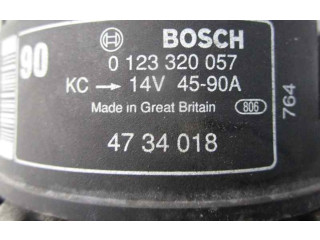 BOSCH
90
0 123 320 057
KC → 14V 45-90A
Made in Great Britain 806
764
47 34 018